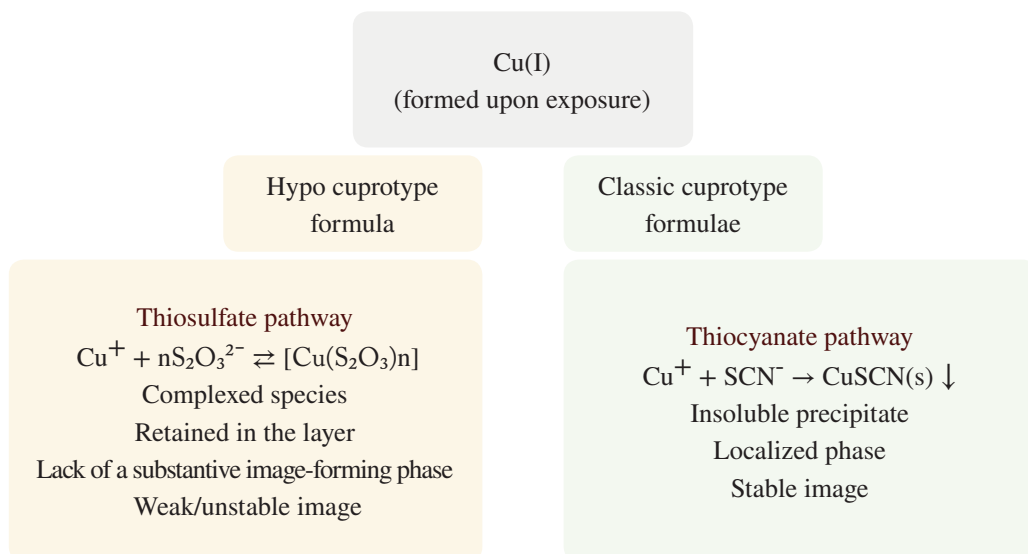 Cu(I)
(formed upon exposure)
Hypo cuprotype
formula
Classic cuprotype
formulae
Thiosulfate pathway
Cu⁺ + nS₂O₃²⁻ ⇄ [Cu(S₂O₃)n]
Complexed species
Retained in the layer
Lack of a substantive image-forming phase
Weak/unstable image
Thiocyanate pathway
Cu⁺ + SCN⁻ → CuSCN(s) ↓
Insoluble precipitate
Localized phase
Stable image